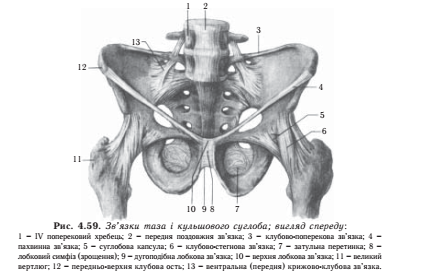 1 2
3
13
12
4
5
6
11
10 9 8
7
Рис. 4.59. Зв'язки таза і кульшового суглоба; вигляд спереду:
1 – IV поперековий хребець; 2 – передня поздовжня зв'язка; 3 – клубово-поперекова зв'язка; 4 –
пахвинна зв'язка; 5 – суглобова капсула; 6 – клубово-стегнова зв'язка; 7 – затульна перетинка; 8 –
лобковий симфіз (зрощення); 9 – дугоподібна лобкова зв'язка; 10 – верхня лобкова зв'язка; 11 – великий
вертлюг; 12 – передньо-верхня клубова ость; 13 – вентральна (передня) крижово-клубова зв'язка.